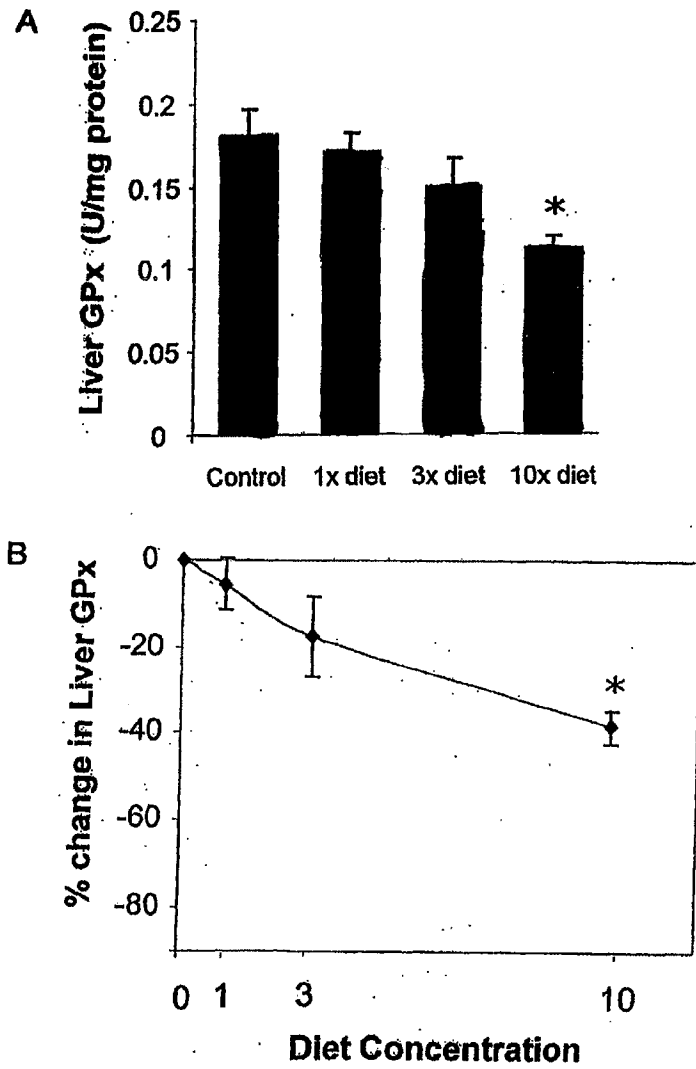 A
Liver GPx (U/mg protein)
0.25
0.2
0.15
0.1
0.05
0
*
Control 1x diet 3x diet 10x diet
B
% change in Liver GPx
0
-20
-40
-60
-80
*
0 1 3 10
Diet Concentration